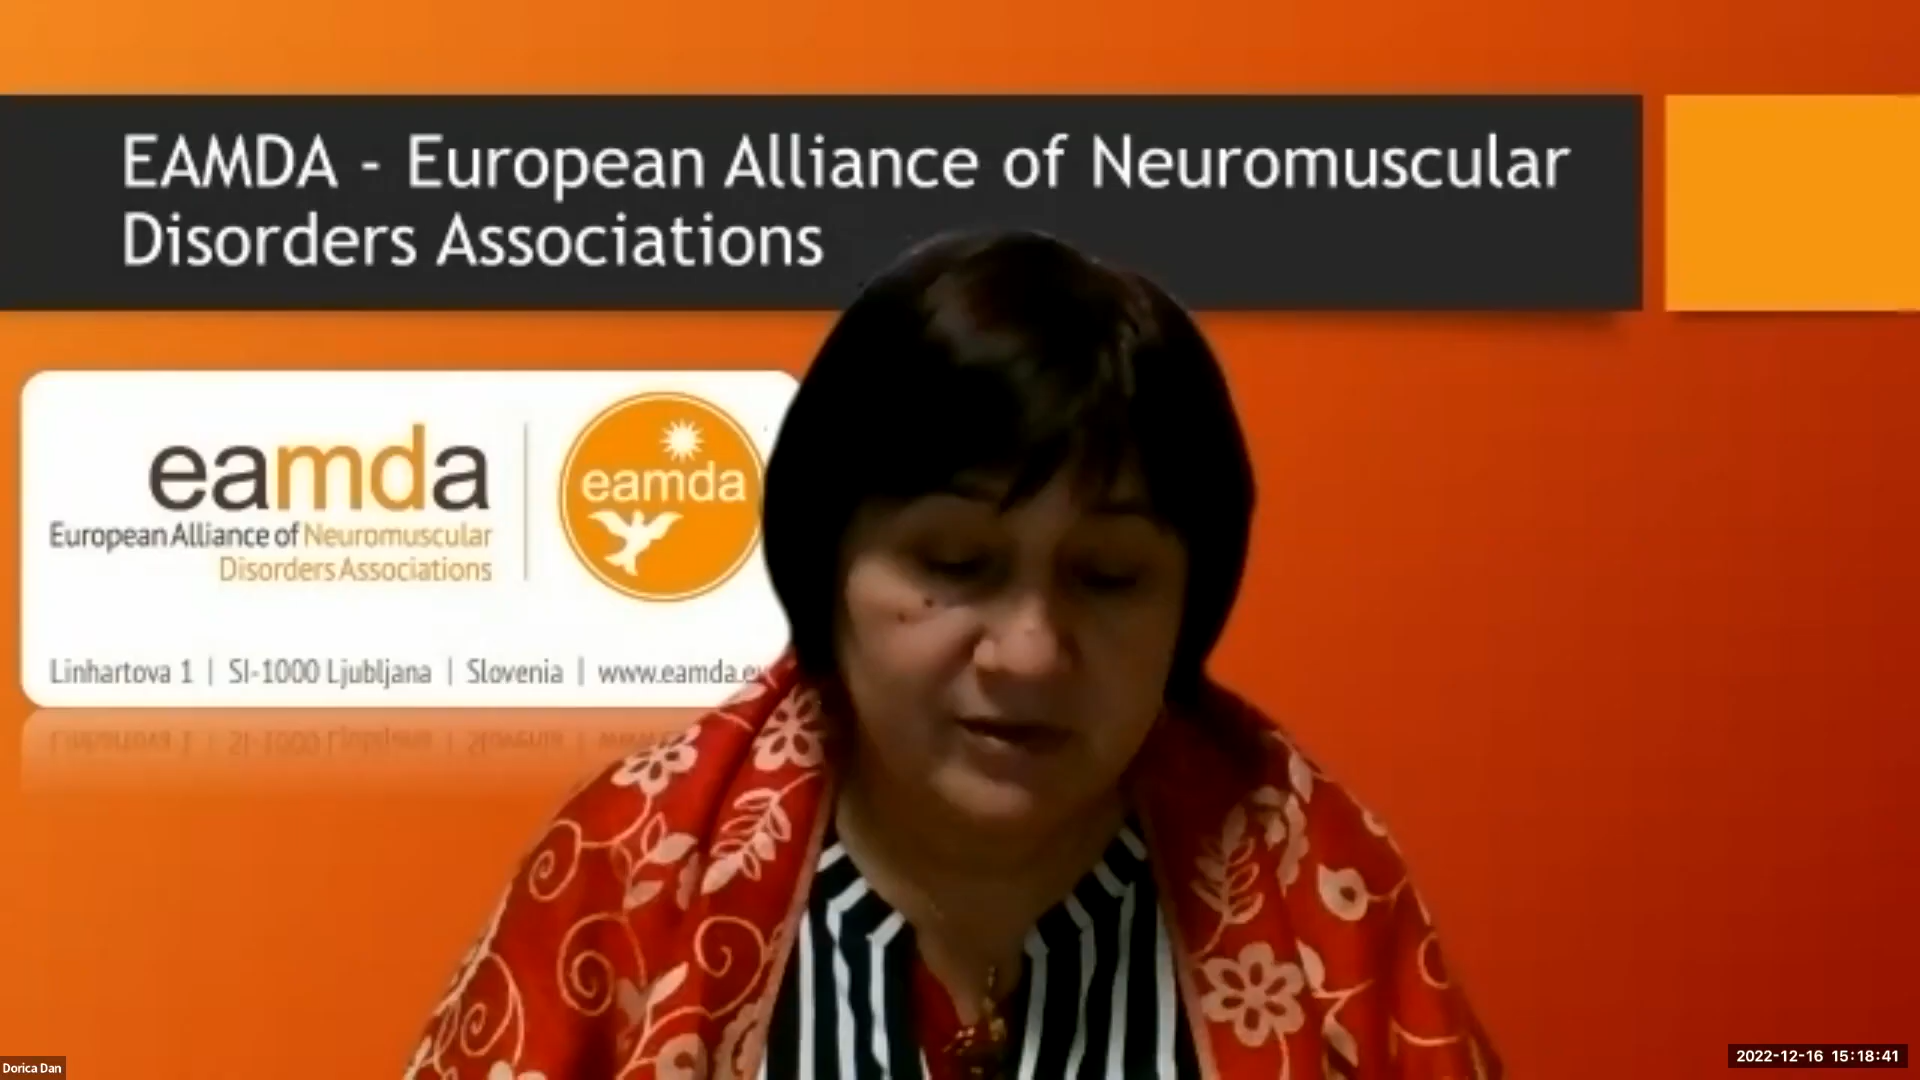 EAMDA - European Alliance of Neuromuscular
Disorders Associations
eamda
European Alliance of Neuromuscular
Disorders Associations
eamda
Linhartova 1 | SI-1000 Ljubljana | Slovenia | www.eamda.eu
Dorica Dan
2022-12-16 15:18:41